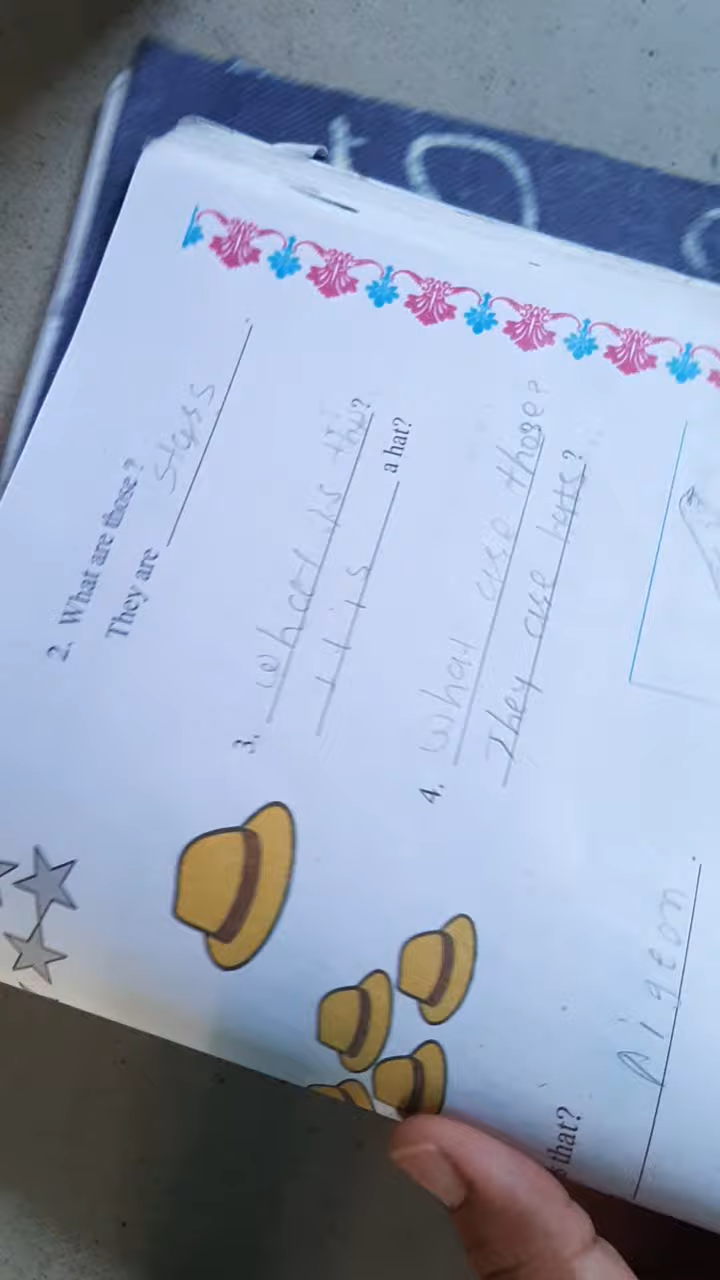 2. What are those ?
They are stars .
3. What is this ?
It is a hat?
4. What are those?
They are hats ?
that?
pigeon .
to